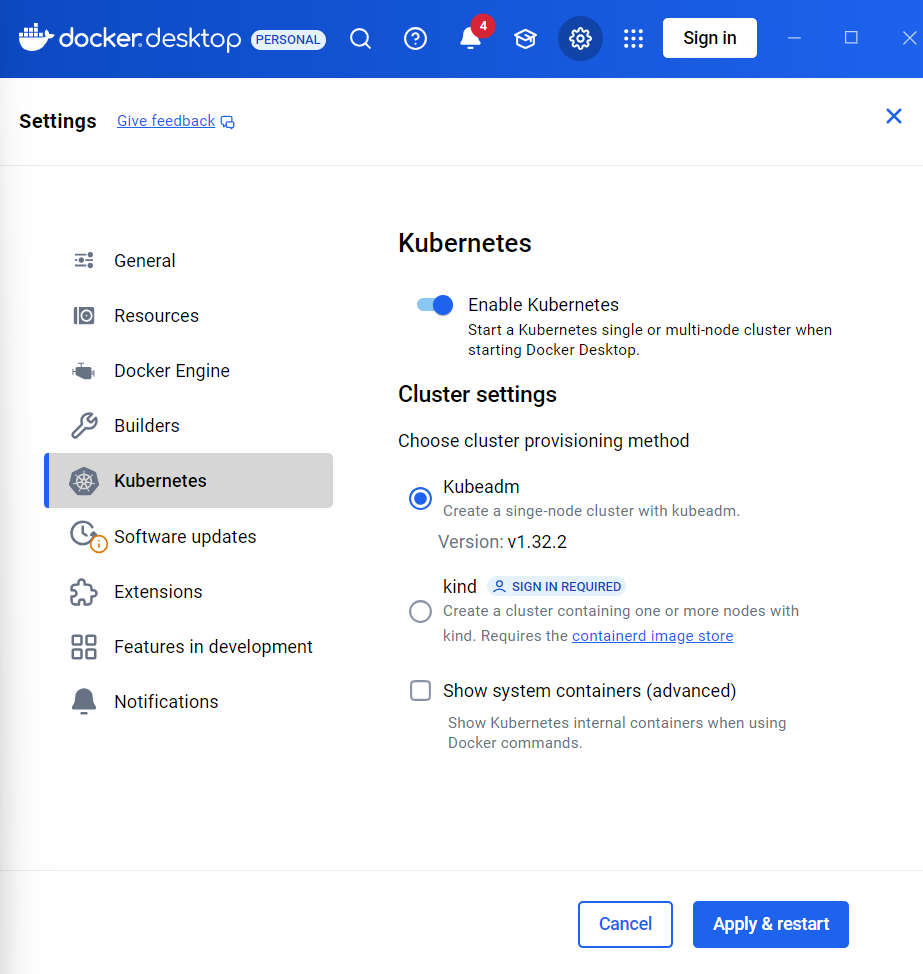 docker.desktop PERSONAL 4 Sign in
Settings Give feedback
General
Resources
Docker Engine
Builders
Kubernetes
Software updates
Extensions
Features in development
Notifications
Kubernetes
Enable Kubernetes
Start a Kubernetes single or multi-node cluster when
starting Docker Desktop.
Cluster settings
Choose cluster provisioning method
Kubeadm
Create a singe-node cluster with kubeadm.
Version: v1.32.2
kind SIGN IN REQUIRED
Create a cluster containing one or more nodes with
kind. Requires the containerd image store
Show system containers (advanced)
Show Kubernetes internal containers when using
Docker commands.
Cancel Apply & restart